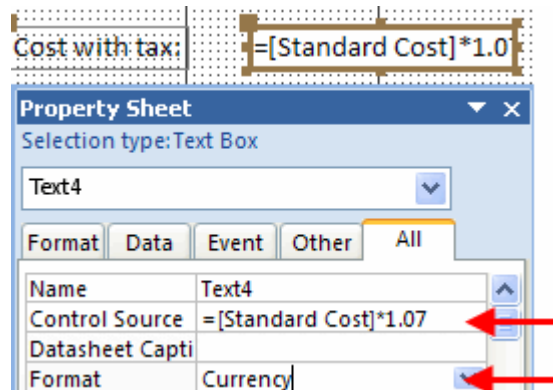 Cost with tax: =[Standard Cost]*1.0
Property Sheet
Selection type:Text Box
Text4
Format Data Event Other All
Name Text4
Control Source =[Standard Cost]*1.07
Datasheet Capti
Format Currency